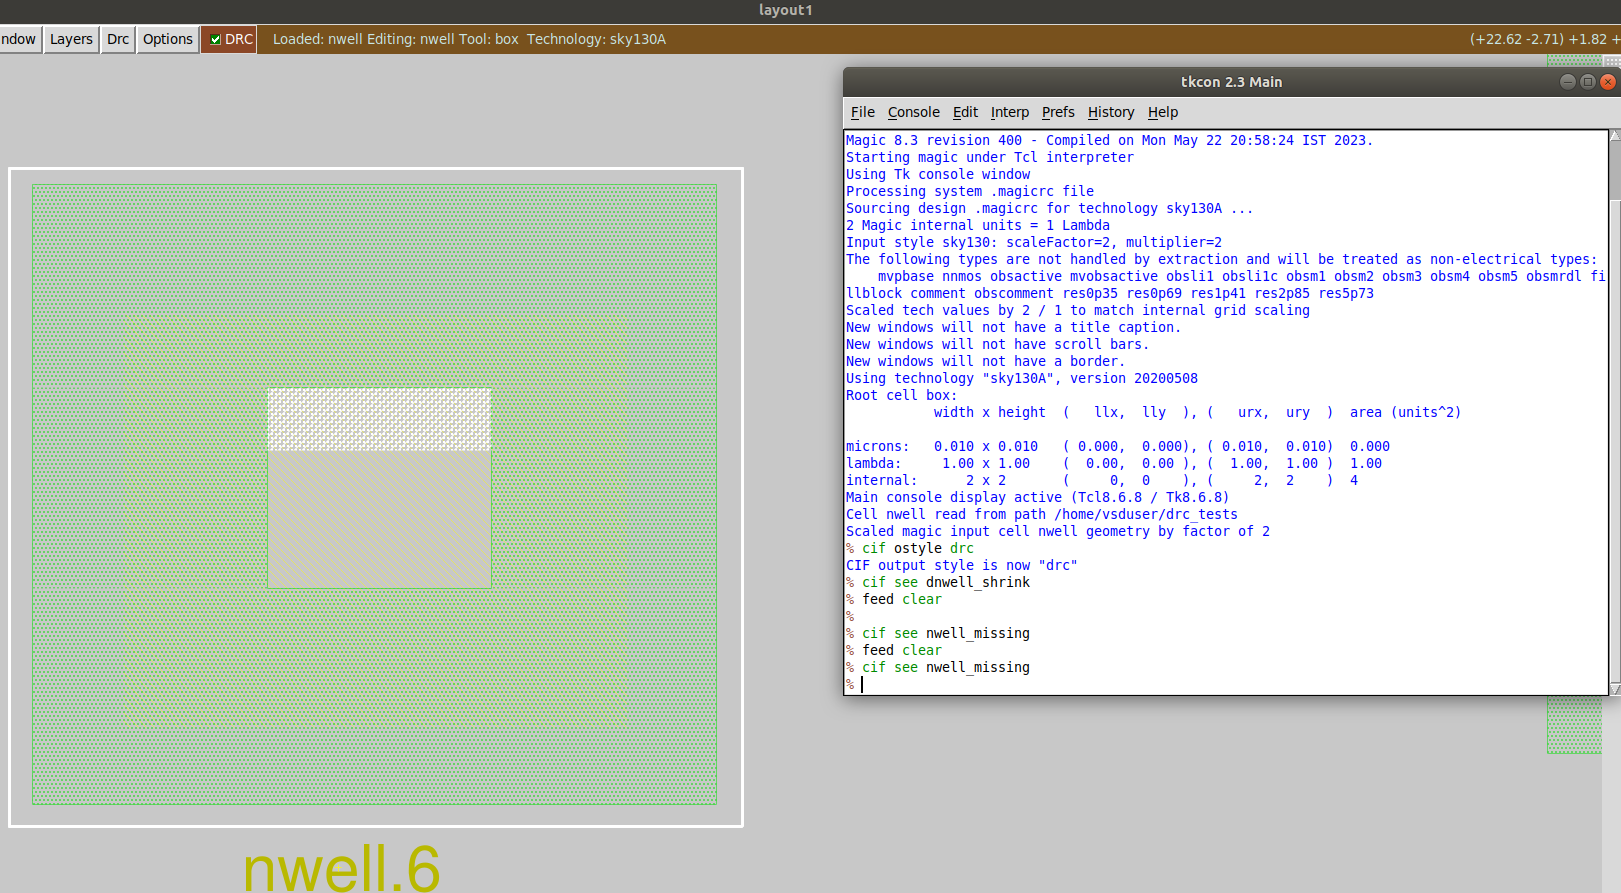 layout1
ndow Layers Drc Options DRC Loaded: nwell Editing: nwell Tool: box Technology: sky130A (+22.62 -2.71) +1.82 +
tkcon 2.3 Main
File Console Edit Interp Prefs History Help
Magic 8.3 revision 400 - Compiled on Mon May 22 20:58:24 IST 2023.
Starting magic under Tcl interpreter
Using Tk console window
Processing system .magicrc file
Sourcing design .magicrc for technology sky130A ...
2 Magic internal units = 1 Lambda
Input style sky130: scaleFactor=2, multiplier=2
The following types are not handled by extraction and will be treated as non-electrical types:
    mvpbase nnmos obsactive mvobsactive obsli1 obsli1c obsm1 obsm2 obsm3 obsm4 obsm5 obsmrdl fi
llblock comment obscomment res0p35 res0p69 res1p41 res2p85 res5p73
Scaled tech values by 2 / 1 to match internal grid scaling
New windows will not have a title caption.
New windows will not have scroll bars.
New windows will not have a border.
Using technology "sky130A", version 20200508
Root cell box:
           width x height  (   llx,  lly  ), (   urx,  ury  )  area (units^2)
microns:   0.010 x 0.010   ( 0.000,  0.000), ( 0.010,  0.010)  0.000
lambda:     1.00 x 1.00    (  0.00,  0.00 ), (  1.00,  1.00 )  1.00
internal:      2 x 2       (     0,  0    ), (     2,  2    )  4
Main console display active (Tcl8.6.8 / Tk8.6.8)
Cell nwell read from path /home/vsduser/drc_tests
Scaled magic input cell nwell geometry by factor of 2
% cif ostyle drc
CIF output style is now "drc"
% cif see dnwell_shrink
% feed clear
%
% cif see nwell_missing
% feed clear
% cif see nwell_missing
%
nwell.6